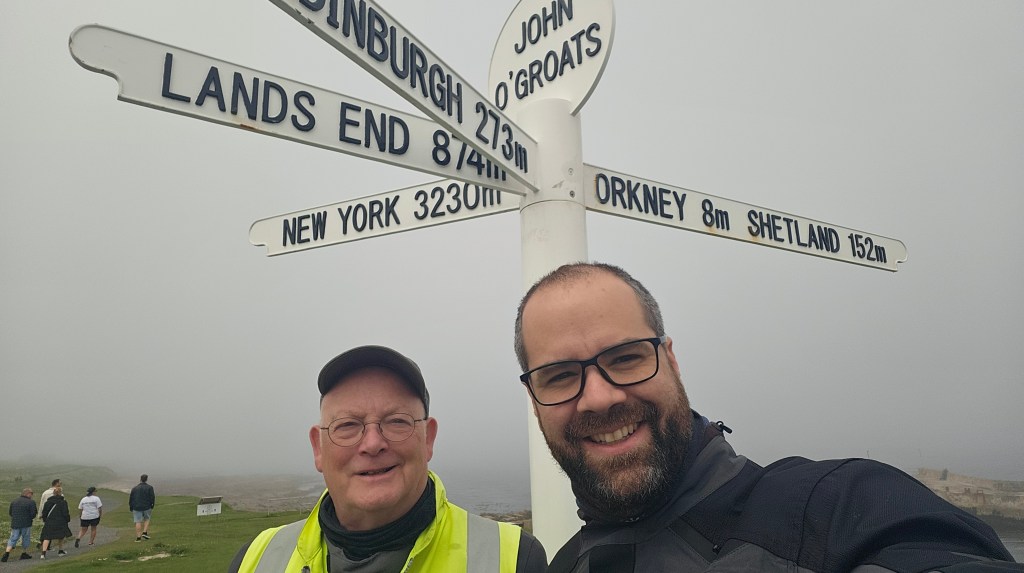 JOHN
O'GROATS
DINBURGH 273m
LANDS END 874m
NEW YORK 3230m
ORKNEY 8m SHETLAND 152m